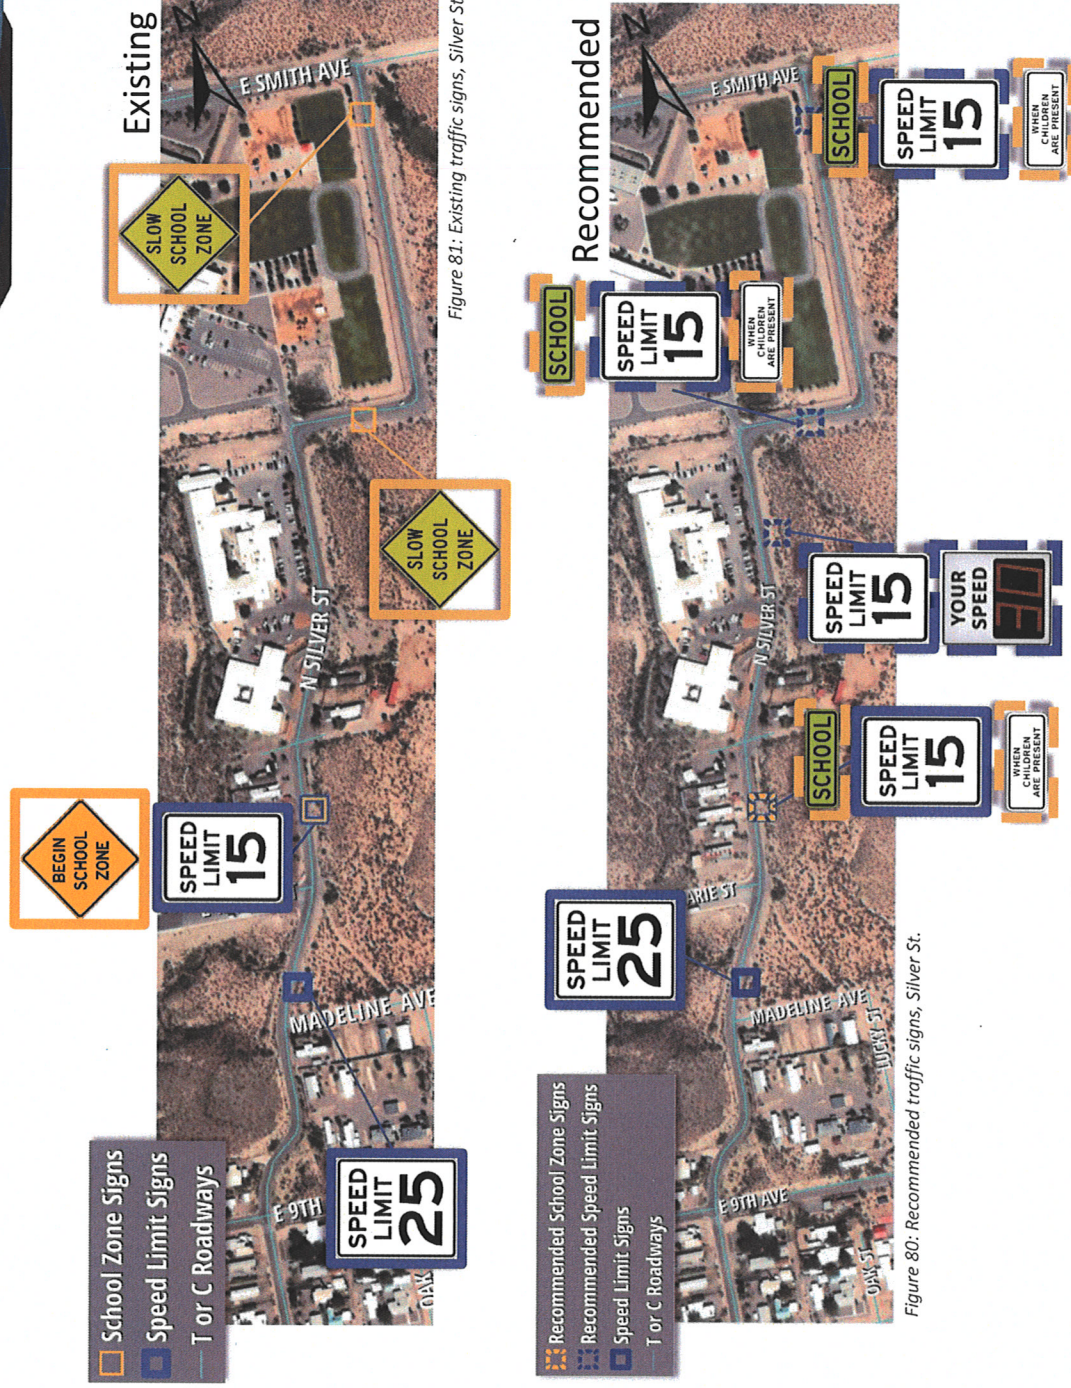 Existing
School Zone Signs
Speed Limit Signs
T or C Roadways
BEGIN
SCHOOL
ZONE
SPEED
LIMIT
15
SPEED
LIMIT
25
SLOW
SCHOOL
ZONE
SLOW
SCHOOL
ZONE
E 9TH
OAK
MADELINE AVE
N SILVER ST
E SMITH AVE
N
Figure 81: Existing traffic signs, Silver St
Recommended
Recommended School Zone Signs
Recommended Speed Limit Signs
Speed Limit Signs
T or C Roadways
SPEED
LIMIT
25
SCHOOL
SPEED
LIMIT
15
WHEN
CHILDREN
ARE PRESENT
SPEED
LIMIT
15
YOUR
SPEED
30
SCHOOL
SPEED
LIMIT
15
WHEN
CHILDREN
ARE PRESENT
SCHOOL
SPEED
LIMIT
15
WHEN
CHILDREN
ARE PRESENT
E 9TH AVE
OAK ST
MADELINE AVE
LUCKY ST
ARIE ST
N SILVER ST
E SMITH AVE
N
Figure 80: Recommended traffic signs, Silver St.